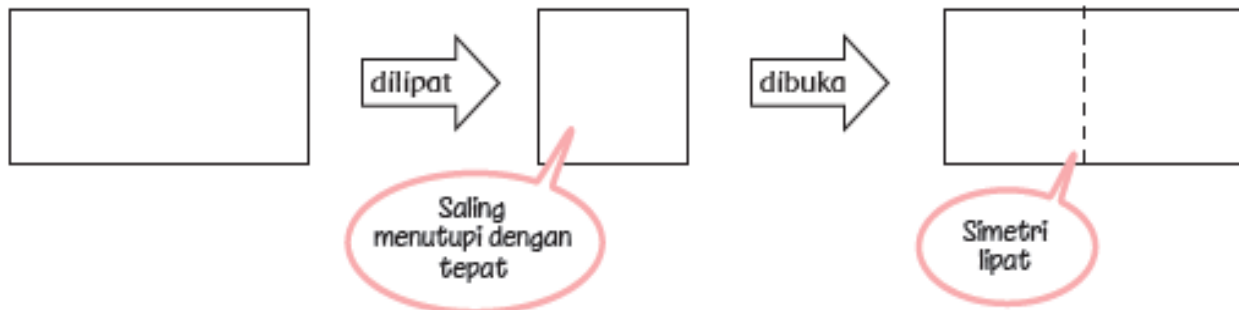 dilipat
dibuka
Saling
menutupi dengan
tepat
Simetri
lipat